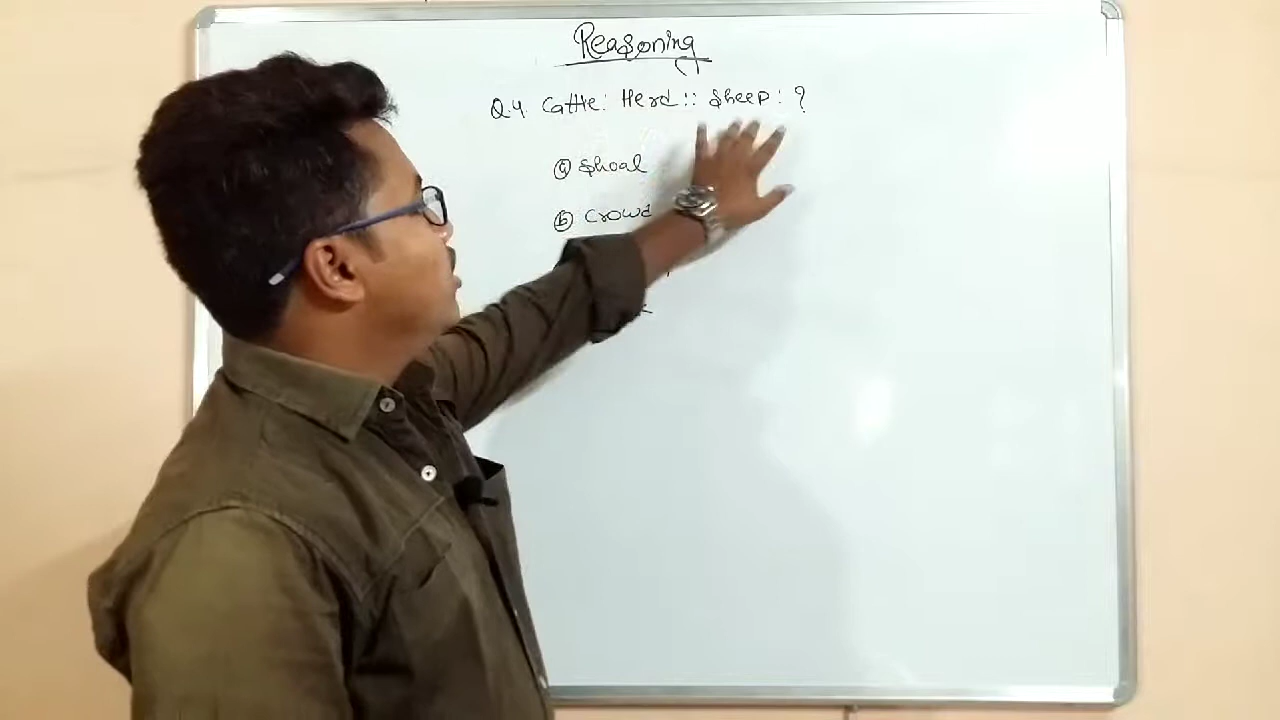 Reasoning
Q.4. Cattle: Herd:: Sheep: ?
(a) Shoal
(b) Crowd